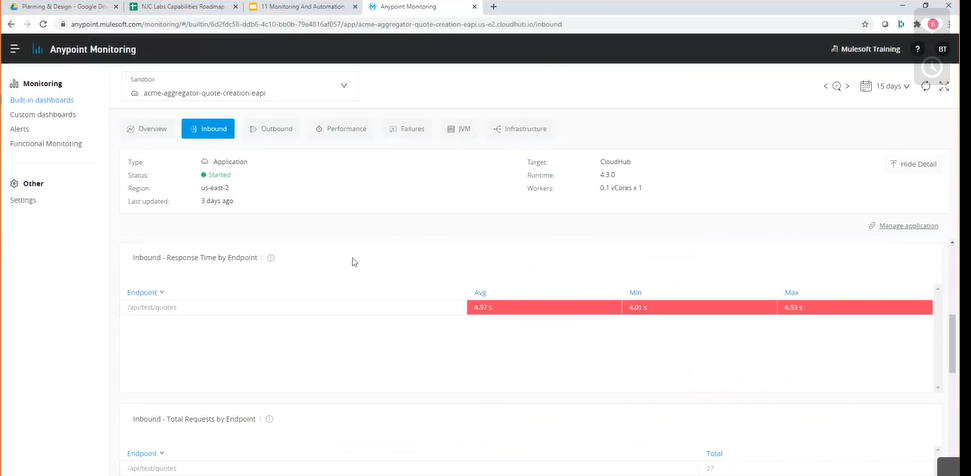 Planning & Design - Google Driv
NJC Labs Capabilities Roadmap
11 Monitoring And Automation
Anypoint Monitoring
anypoint.mulesoft.com/monitoring/#/builtin/6d2fdc58-ddb6-4c10-bb0b-79e4816af057/app/acme-aggregator-quote-creation-eapi.us-e2.cloudhub.io/inbound
B
Anypoint Monitoring
Mulesoft Training
?
BT
Monitoring
Built-in dashboards
Custom dashboards
Alerts
Functional Monitoring
Other
Settings
Sandbox
acme-aggregator-quote-creation-eapi
15 days
Overview
Inbound
Outbound
Performance
Failures
JVM
Infrastructure
Type: Application
Status: Started
Region: us-east-2
Last updated: 3 days ago
Target: CloudHub
Runtime: 4.3.0
Workers: 0.1 vCores x 1
Hide Detail
Manage application
Inbound - Response Time by Endpoint
Endpoint Avg Min Max
/api/test/quotes 4.57 s 4.01 s 6.53 s
Inbound - Total Requests by Endpoint
Endpoint Total
/api/test/quotes 27